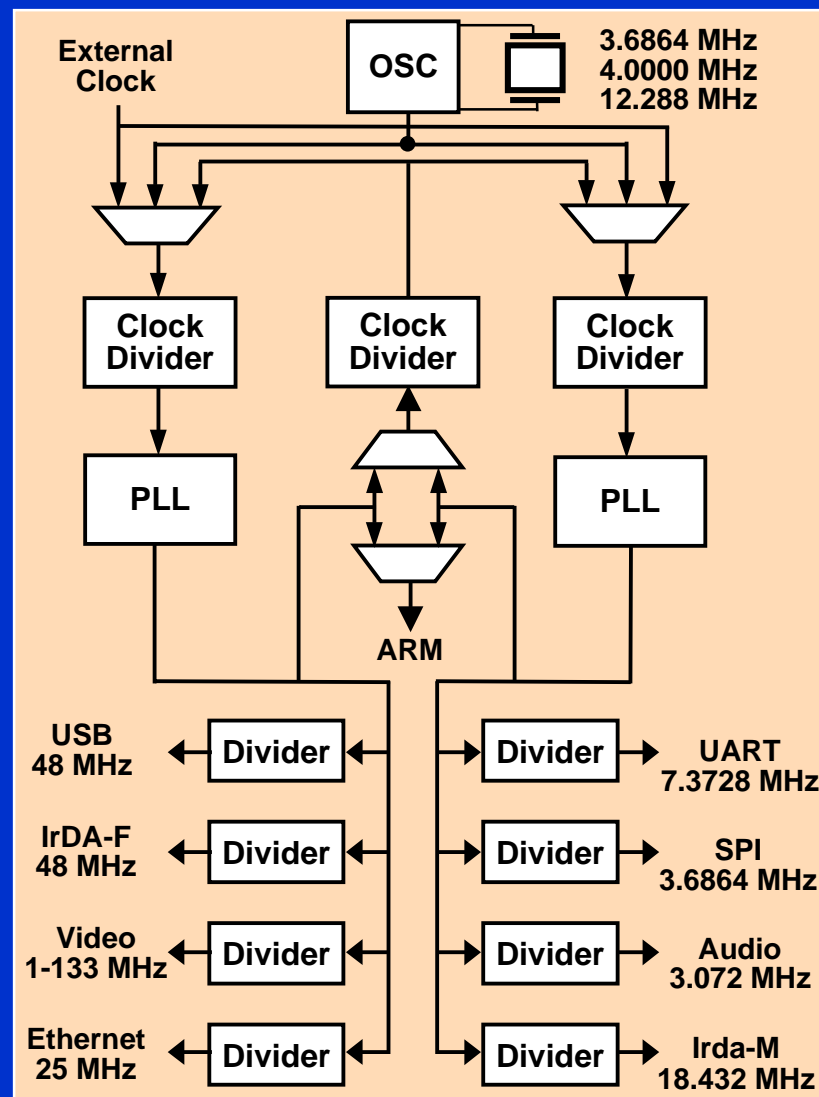 External
Clock
OSC
3.6864 MHz
4.0000 MHz
12.288 MHz
Clock
Divider
Clock
Divider
Clock
Divider
PLL
PLL
ARM
USB
48 MHz
Divider
Divider
UART
7.3728 MHz
IrDA-F
48 MHz
Divider
Divider
SPI
3.6864 MHz
Video
1-133 MHz
Divider
Divider
Audio
3.072 MHz
Ethernet
25 MHz
Divider
Divider
Irda-M
18.432 MHz